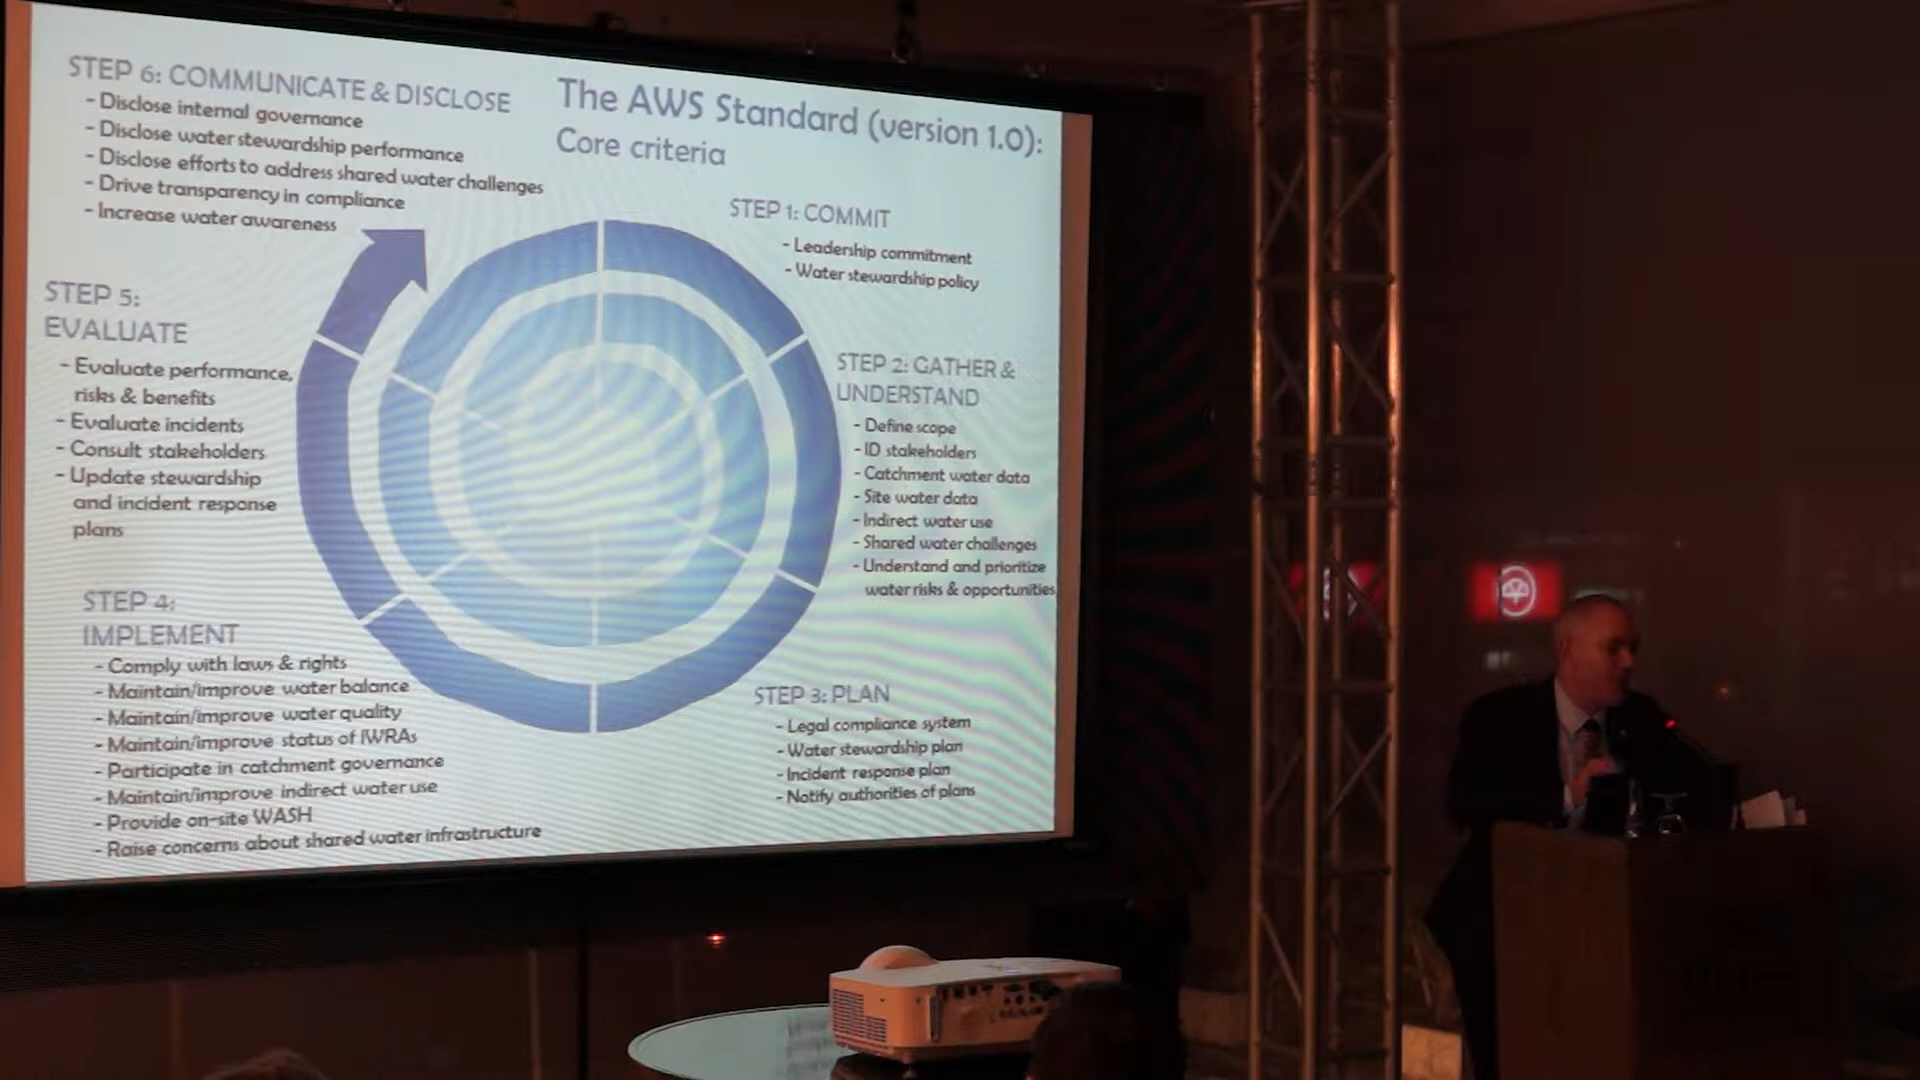 The AWS Standard (version 1.0):
Core criteria
STEP 1: COMMIT
- Leadership commitment
- Water stewardship policy
STEP 2: GATHER &
UNDERSTAND
- Define scope
- ID stakeholders
- Catchment water data
- Site water data
- Indirect water use
- Shared water challenges
- Understand and prioritize
water risks & opportunities
STEP 3: PLAN
- Legal compliance system
- Water stewardship plan
- Incident response plan
- Notify authorities of plans
STEP 4:
IMPLEMENT
- Comply with laws & rights
- Maintain/improve water balance
- Maintain/improve water quality
- Maintain/improve status of IWRAs
- Participate in catchment governance
- Maintain/improve indirect water use
- Provide on-site WASH
- Raise concerns about shared water infrastructure
STEP 5:
EVALUATE
- Evaluate performance,
risks & benefits
- Evaluate incidents
- Consult stakeholders
- Update stewardship
and incident response
plans
STEP 6: COMMUNICATE & DISCLOSE
- Disclose internal governance
- Disclose water stewardship performance
- Disclose efforts to address shared water challenges
- Drive transparency in compliance
- Increase water awareness